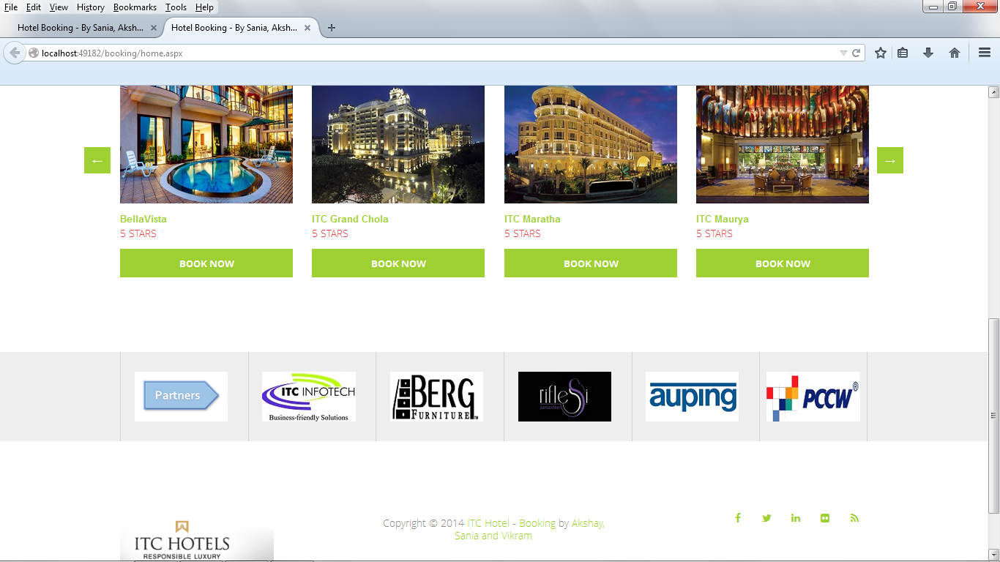 File Edit View History Bookmarks Tools Help
Hotel Booking - By Sania, Aksh... Hotel Booking - By Sania, Aksh...
localhost:49182/booking/home.aspx
← →
BellaVista ITC Grand Chola ITC Maratha ITC Maurya
5 STARS 5 STARS 5 STARS 5 STARS
BOOK NOW BOOK NOW BOOK NOW BOOK NOW
Partners
ITC INFOTECH
Business-friendly Solutions
BERG
FURNITURE™
rifleSSi
auping
PCCW®
Copyright © 2014 ITC Hotel - Booking by Akshay,
Sania and Vikram
ITC HOTELS
RESPONSIBLE LUXURY